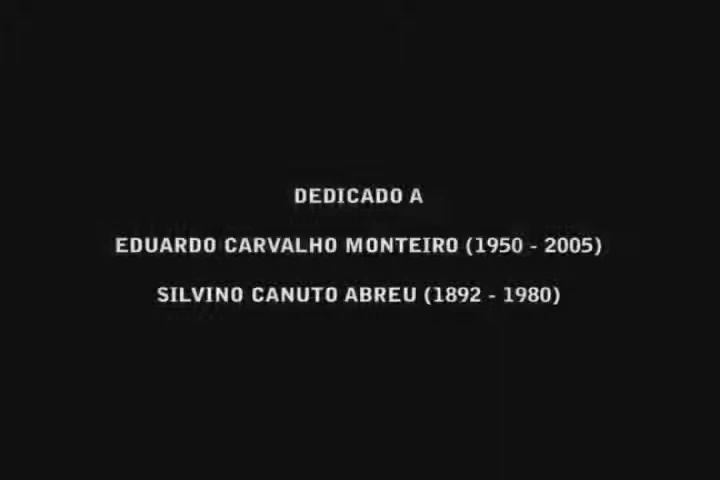 DEDICADO A
EDUARDO CARVALHO MONTEIRO (1950 - 2005)
SILVINO CANUTO ABREU (1892 - 1980)